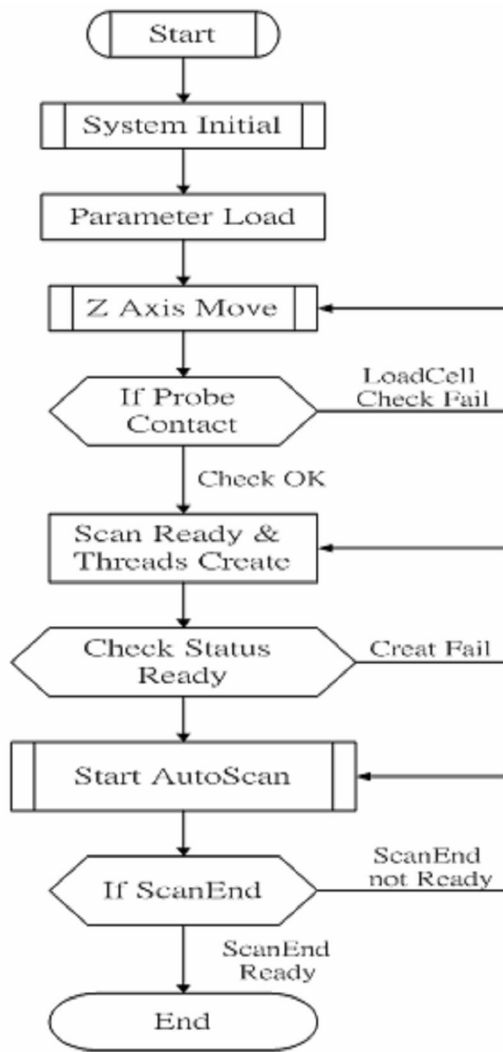 Start
System Initial
Parameter Load
Z Axis Move
If Probe
Contact
LoadCell
Check Fail
Check OK
Scan Ready &
Threads Create
Check Status
Ready
Creat Fail
Start AutoScan
If ScanEnd
ScanEnd
not Ready
ScanEnd
Ready
End